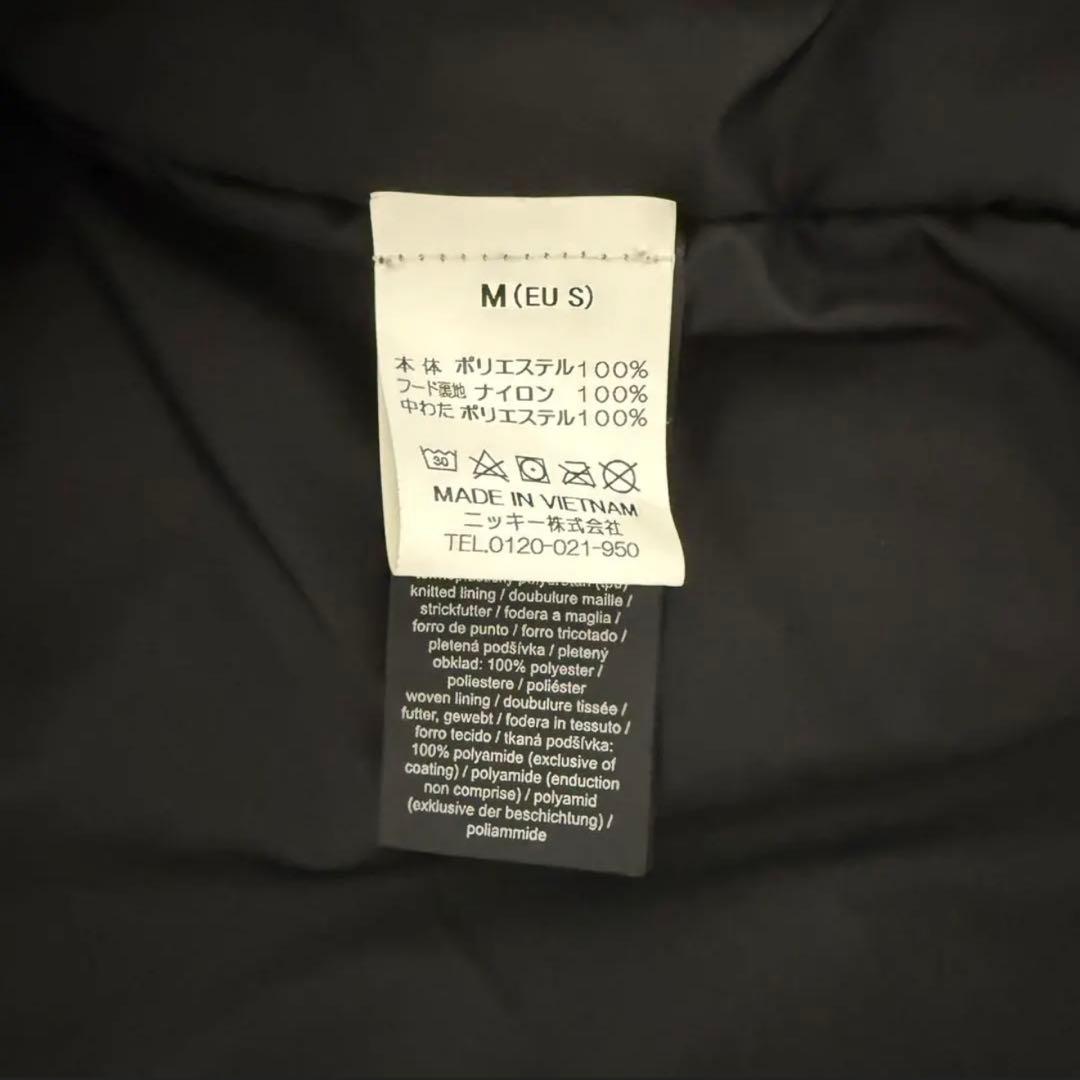 M (EU S)
本体 ポリエステル100%
フード裏地 ナイロン 100%
中わた ポリエステル100%
30
MADE IN VIETNAM
ニッキー株式会社
TEL.0120-021-950
knitted lining / doubulure maille /
strickfutter / fodera a maglia /
forro de punto / forro tricotado /
pletená podšívka / pletený
obklad: 100% polyester /
poliestere / poliéster
woven lining / doubulure tissée /
futter, gewebt / fodera in tessuto /
forro tecido / tkaná podšívka:
100% polyamide (exclusive of
coating) / polyamide (enduction
non comprise) / polyamid
(exklusive der beschichtung) /
poliammide